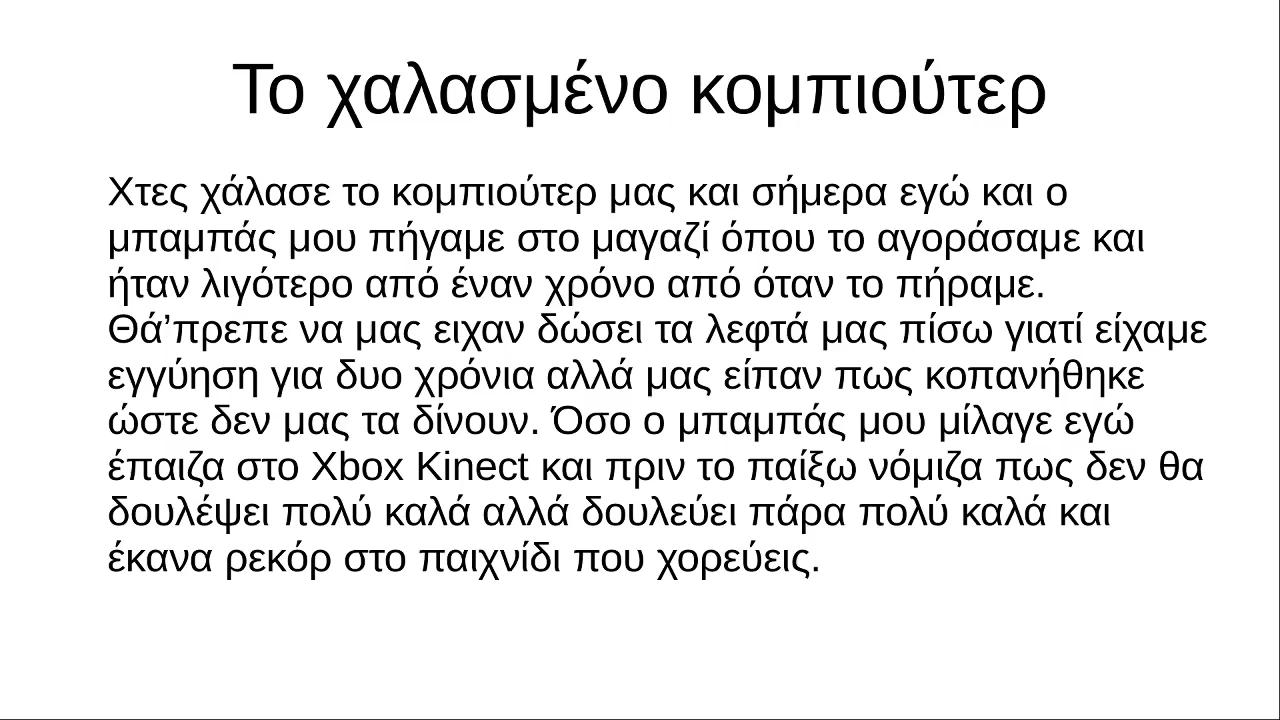 Το χαλασμένο κομπιούτερ
Χτες χάλασε το κομπιούτερ μας και σήμερα εγώ και ο
μπαμπάς μου πήγαμε στο μαγαζί όπου το αγοράσαμε και
ήταν λιγότερο από έναν χρόνο από όταν το πήραμε.
Θά’πρεπε να μας ειχαν δώσει τα λεφτά μας πίσω γιατί είχαμε
εγγύηση για δυο χρόνια αλλά μας είπαν πως κοπανήθηκε
ώστε δεν μας τα δίνουν. Όσο ο μπαμπάς μου μίλαγε εγώ
έπαιζα στο Xbox Kinect και πριν το παίξω νόμιζα πως δεν θα
δουλέψει πολύ καλά αλλά δουλεύει πάρα πολύ καλά και
έκανα ρεκόρ στο παιχνίδι που χορεύεις.